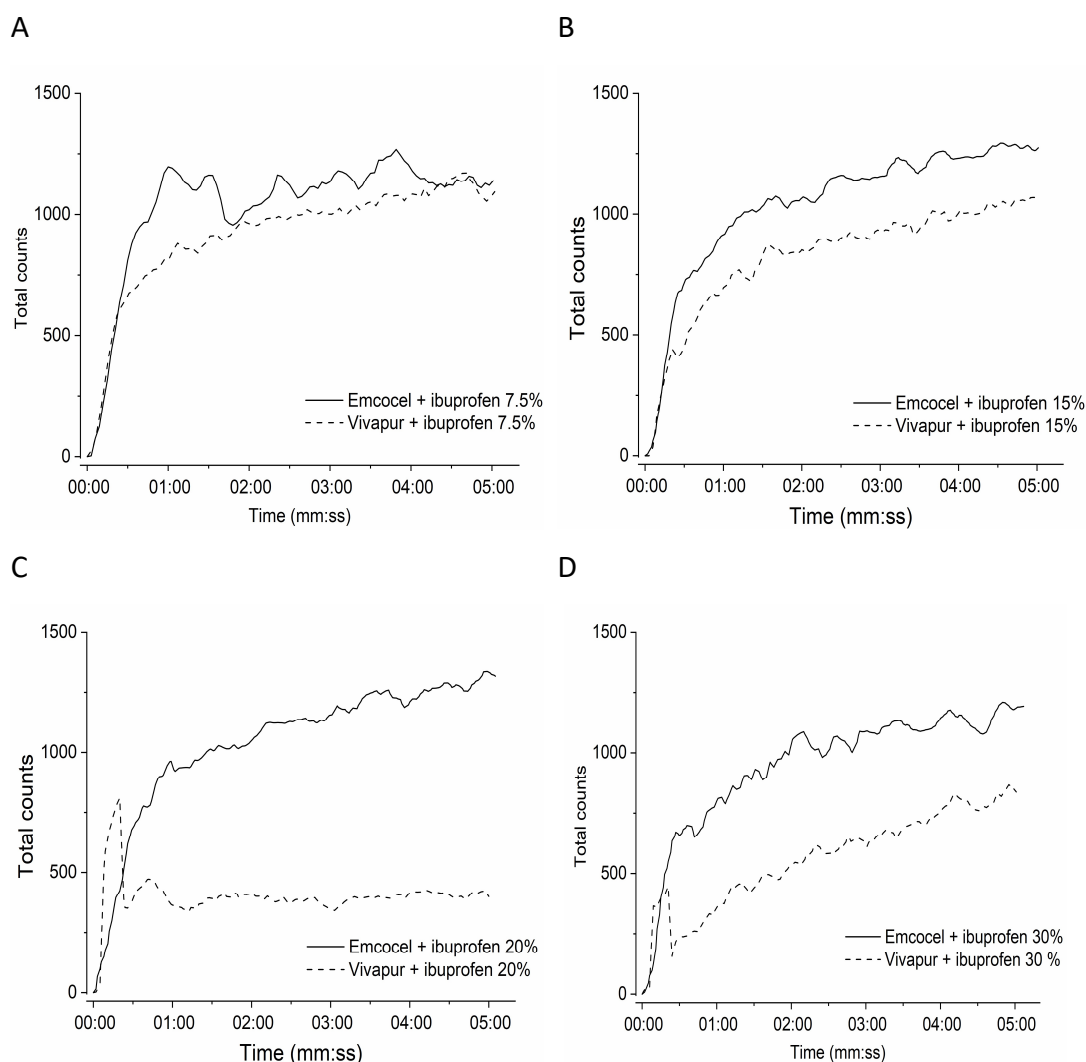 A
1500
1000
500
0
Total counts
Emcocel + ibuprofen 7.5%
Vivapur + ibuprofen 7.5%
00:00 01:00 02:00 03:00 04:00 05:00
Time (mm:ss)
B
1500
1000
500
0
Total counts
Emcocel + ibuprofen 15%
Vivapur + ibuprofen 15%
00:00 01:00 02:00 03:00 04:00 05:00
Time (mm:ss)
C
1500
1000
500
0
Total counts
Emcocel + ibuprofen 20%
Vivapur + ibuprofen 20%
00:00 01:00 02:00 03:00 04:00 05:00
Time (mm:ss)
D
1500
1000
500
0
Total counts
Emcocel + ibuprofen 30%
Vivapur + ibuprofen 30 %
00:00 01:00 02:00 03:00 04:00 05:00
Time (mm:ss)